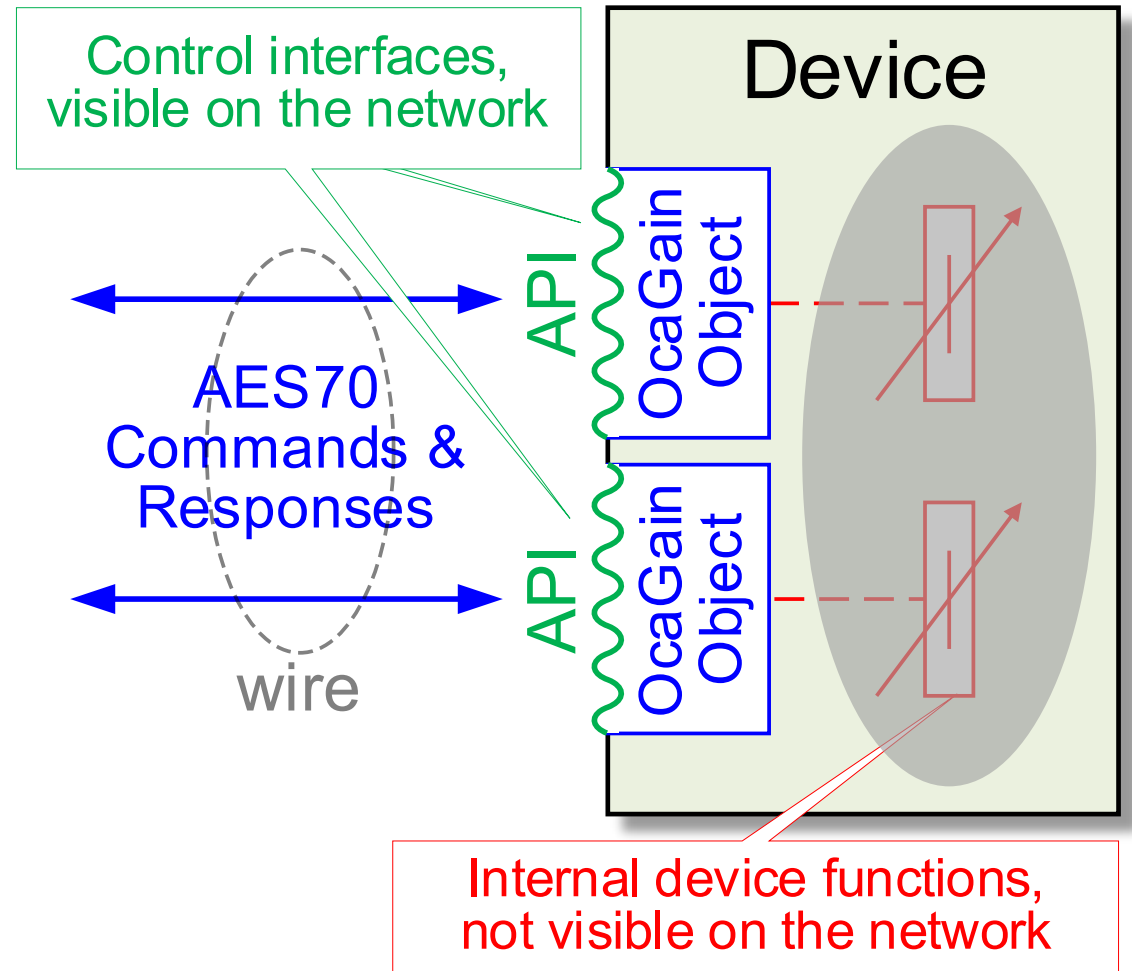 Control interfaces,
visible on the network
Device
API
OcaGain
Object
AES70
Commands &
Responses
API
OcaGain
Object
wire
Internal device functions,
not visible on the network